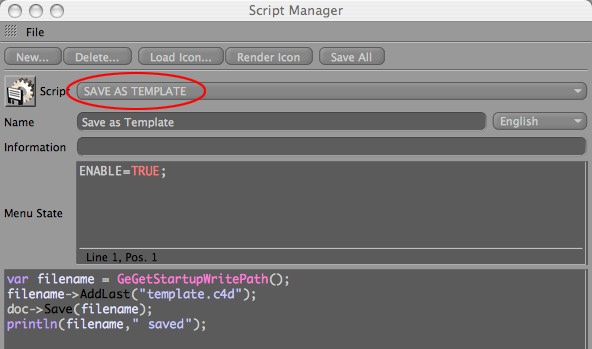 Script Manager
File
New... Delete... Load Icon... Render Icon Save All
Script SAVE AS TEMPLATE
Name Save as Template English
Information
Menu State
ENABLE=TRUE;
Line 1, Pos. 1
var filename = GeGetStartupWritePath();
filename->AddLast("template.c4d");
doc->Save(filename);
println(filename," saved");